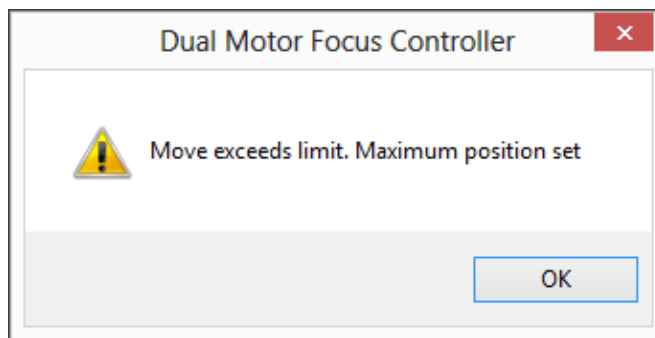 Dual Motor Focus Controller
Move exceeds limit. Maximum position set
OK